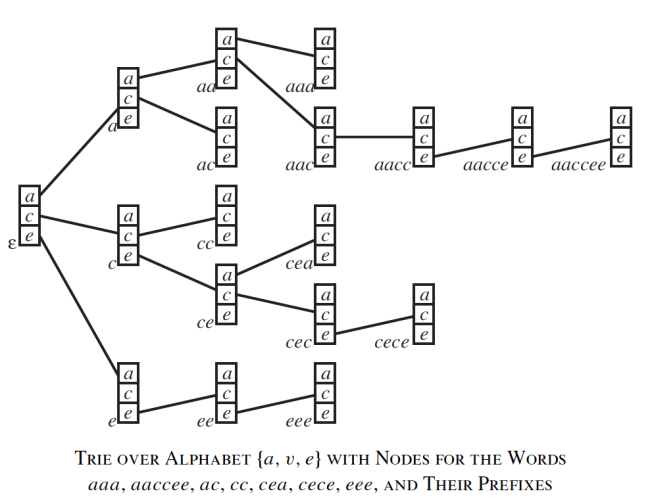 a a
c c
a aa e aaa e
c
a e a a a a a
c c c c c
ac e aac e aacc e aacce e aaccee e
a a
c a c a
ε e c cc e c
c e cea e
a
c a a
ce e c c
cec e cece e
a a a
c c c
e e ee e eee e
TRIE OVER ALPHABET {a, v, e} WITH NODES FOR THE WORDS
aaa, aaccee, ac, cc, cea, cece, eee, AND THEIR PREFIXES